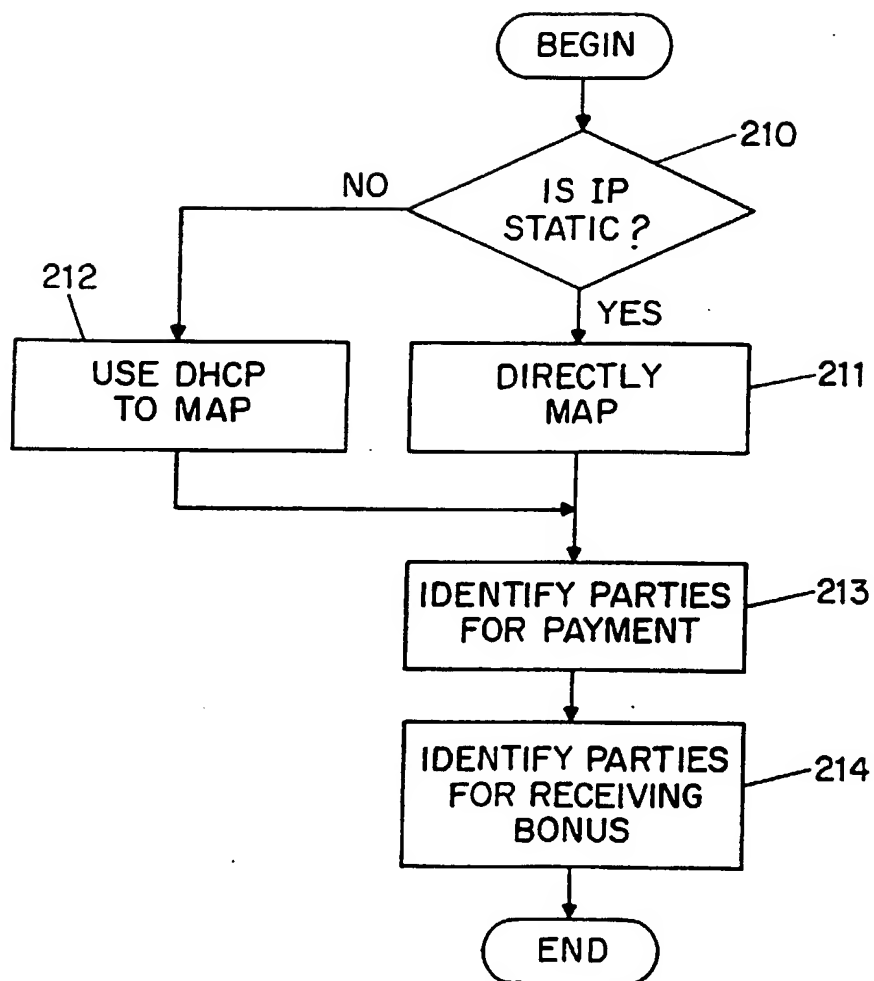 BEGIN
210
IS IP
STATIC?
NO
YES
212
USE DHCP
TO MAP
DIRECTLY
MAP
211
IDENTIFY PARTIES
FOR PAYMENT
213
IDENTIFY PARTIES
FOR RECEIVING
BONUS
214
END